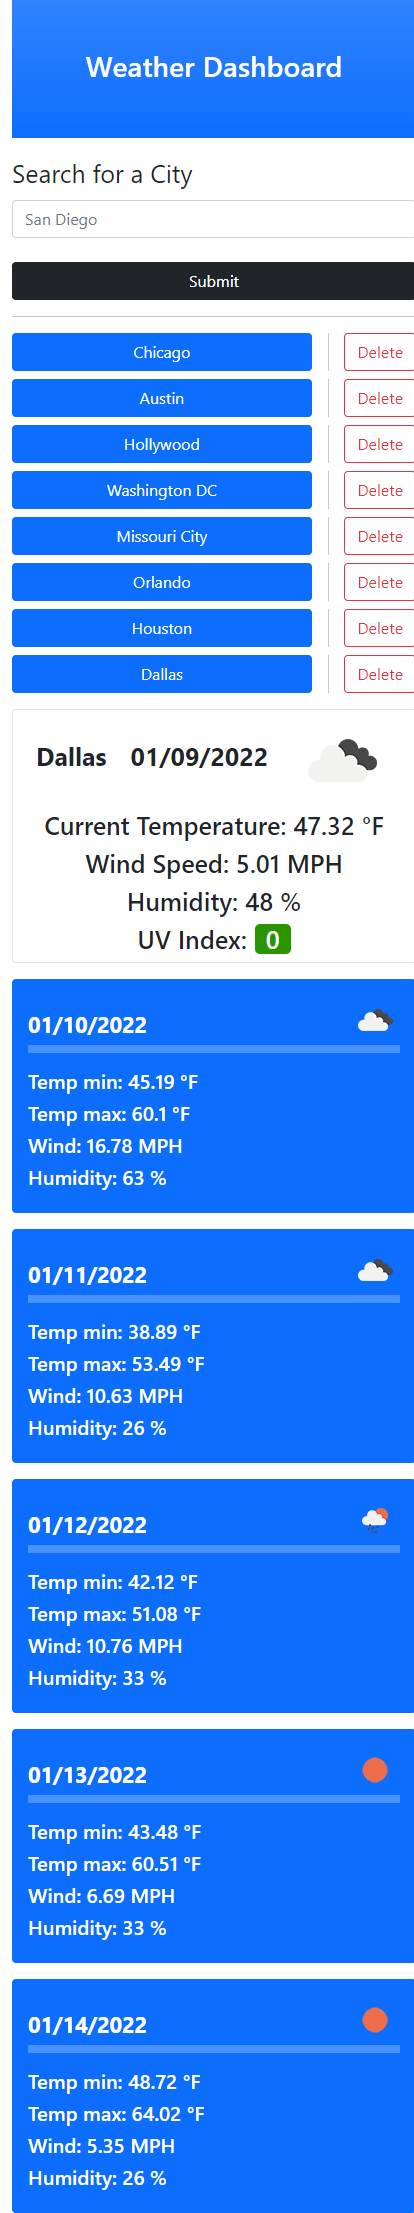 Weather Dashboard
Search for a City
San Diego
Submit
Chicago Delete
Austin Delete
Hollywood Delete
Washington DC Delete
Missouri City Delete
Orlando Delete
Houston Delete
Dallas Delete
Dallas 01/09/2022
Current Temperature: 47.32 °F
Wind Speed: 5.01 MPH
Humidity: 48 %
UV Index: 0
01/10/2022
Temp min: 45.19 °F
Temp max: 60.1 °F
Wind: 16.78 MPH
Humidity: 63 %
01/11/2022
Temp min: 38.89 °F
Temp max: 53.49 °F
Wind: 10.63 MPH
Humidity: 26 %
01/12/2022
Temp min: 42.12 °F
Temp max: 51.08 °F
Wind: 10.76 MPH
Humidity: 33 %
01/13/2022
Temp min: 43.48 °F
Temp max: 60.51 °F
Wind: 6.69 MPH
Humidity: 33 %
01/14/2022
Temp min: 48.72 °F
Temp max: 64.02 °F
Wind: 5.35 MPH
Humidity: 26 %